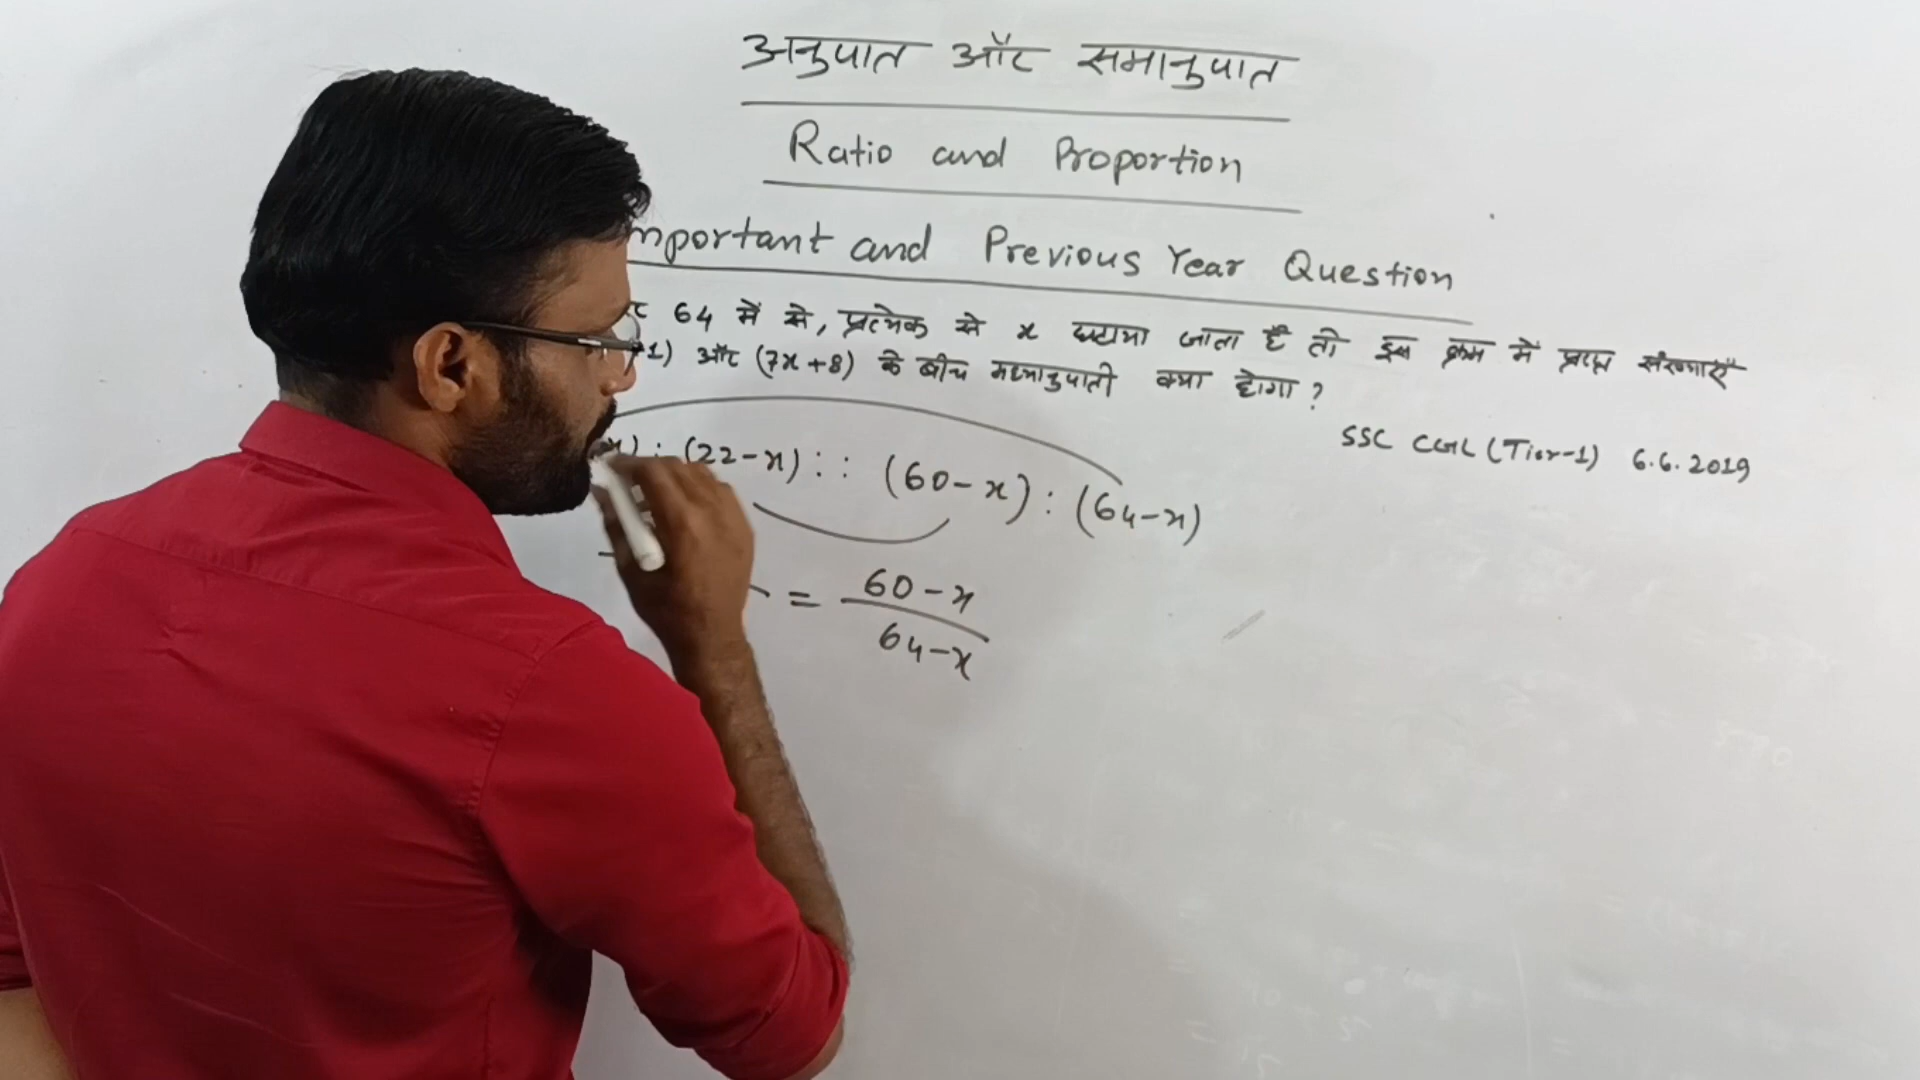 अनुपात और समानुपात
Ratio and Proportion
mportant and Previous Year Question
64 में से, प्रत्येक से x घटाया जाता है तो इस क्रम में प्राप्त संख्याएँ
1) और (7x+8) के बीच मध्यानुपाती क्या होगा ?
SSC CGL (Tier-1) 6.6.2019
x) : (22-x) : : (60-x) : (64-x)
= 60-x
64-x